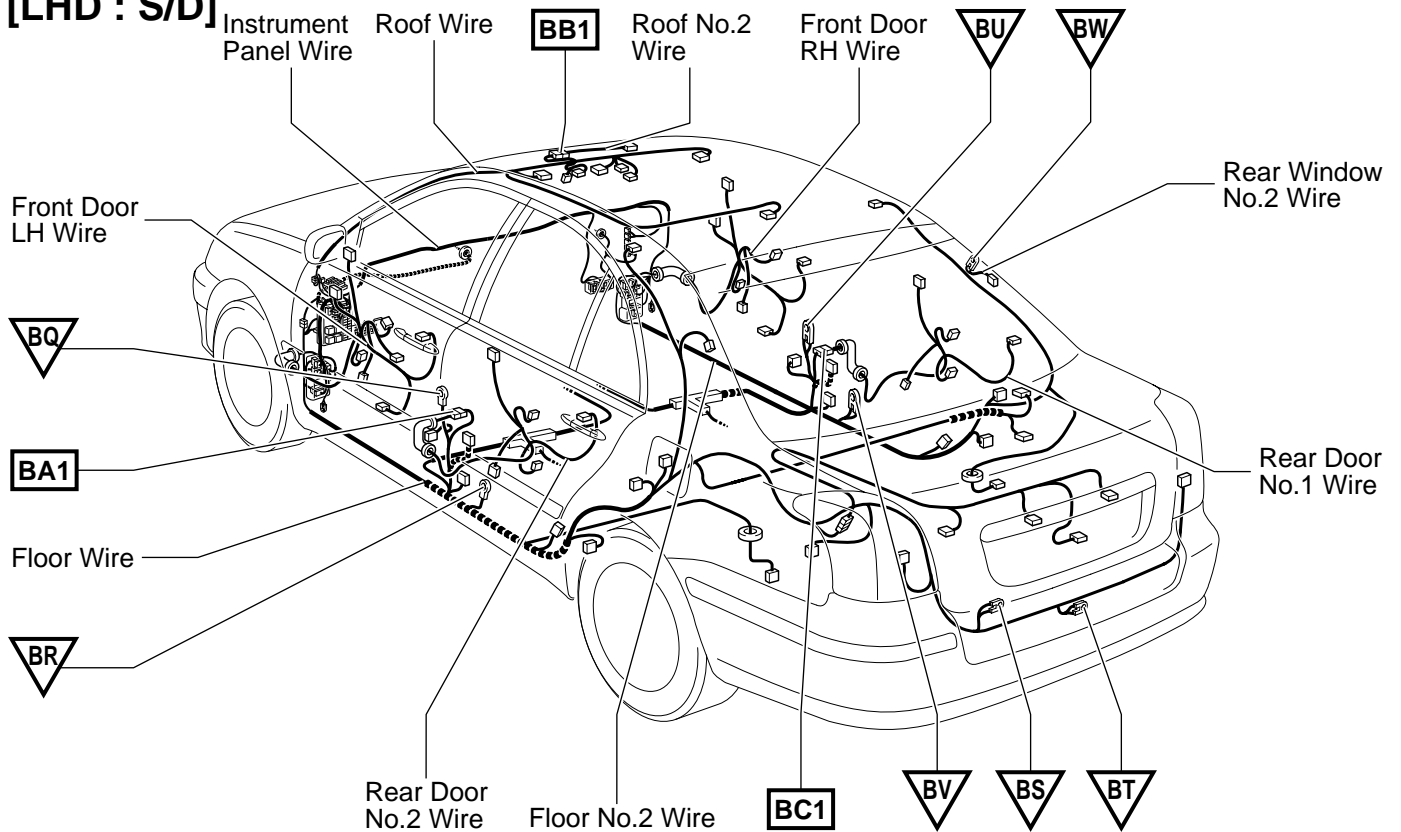 [LHD : S/D]
Instrument
Panel Wire
Roof Wire
BB1
Roof No.2
Wire
Front Door
RH Wire
BU
BW
Rear Window
No.2 Wire
Front Door
LH Wire
BQ
BA1
Rear Door
No.1 Wire
Floor Wire
BR
Rear Door
No.2 Wire
Floor No.2 Wire
BC1
BV
BS
BT